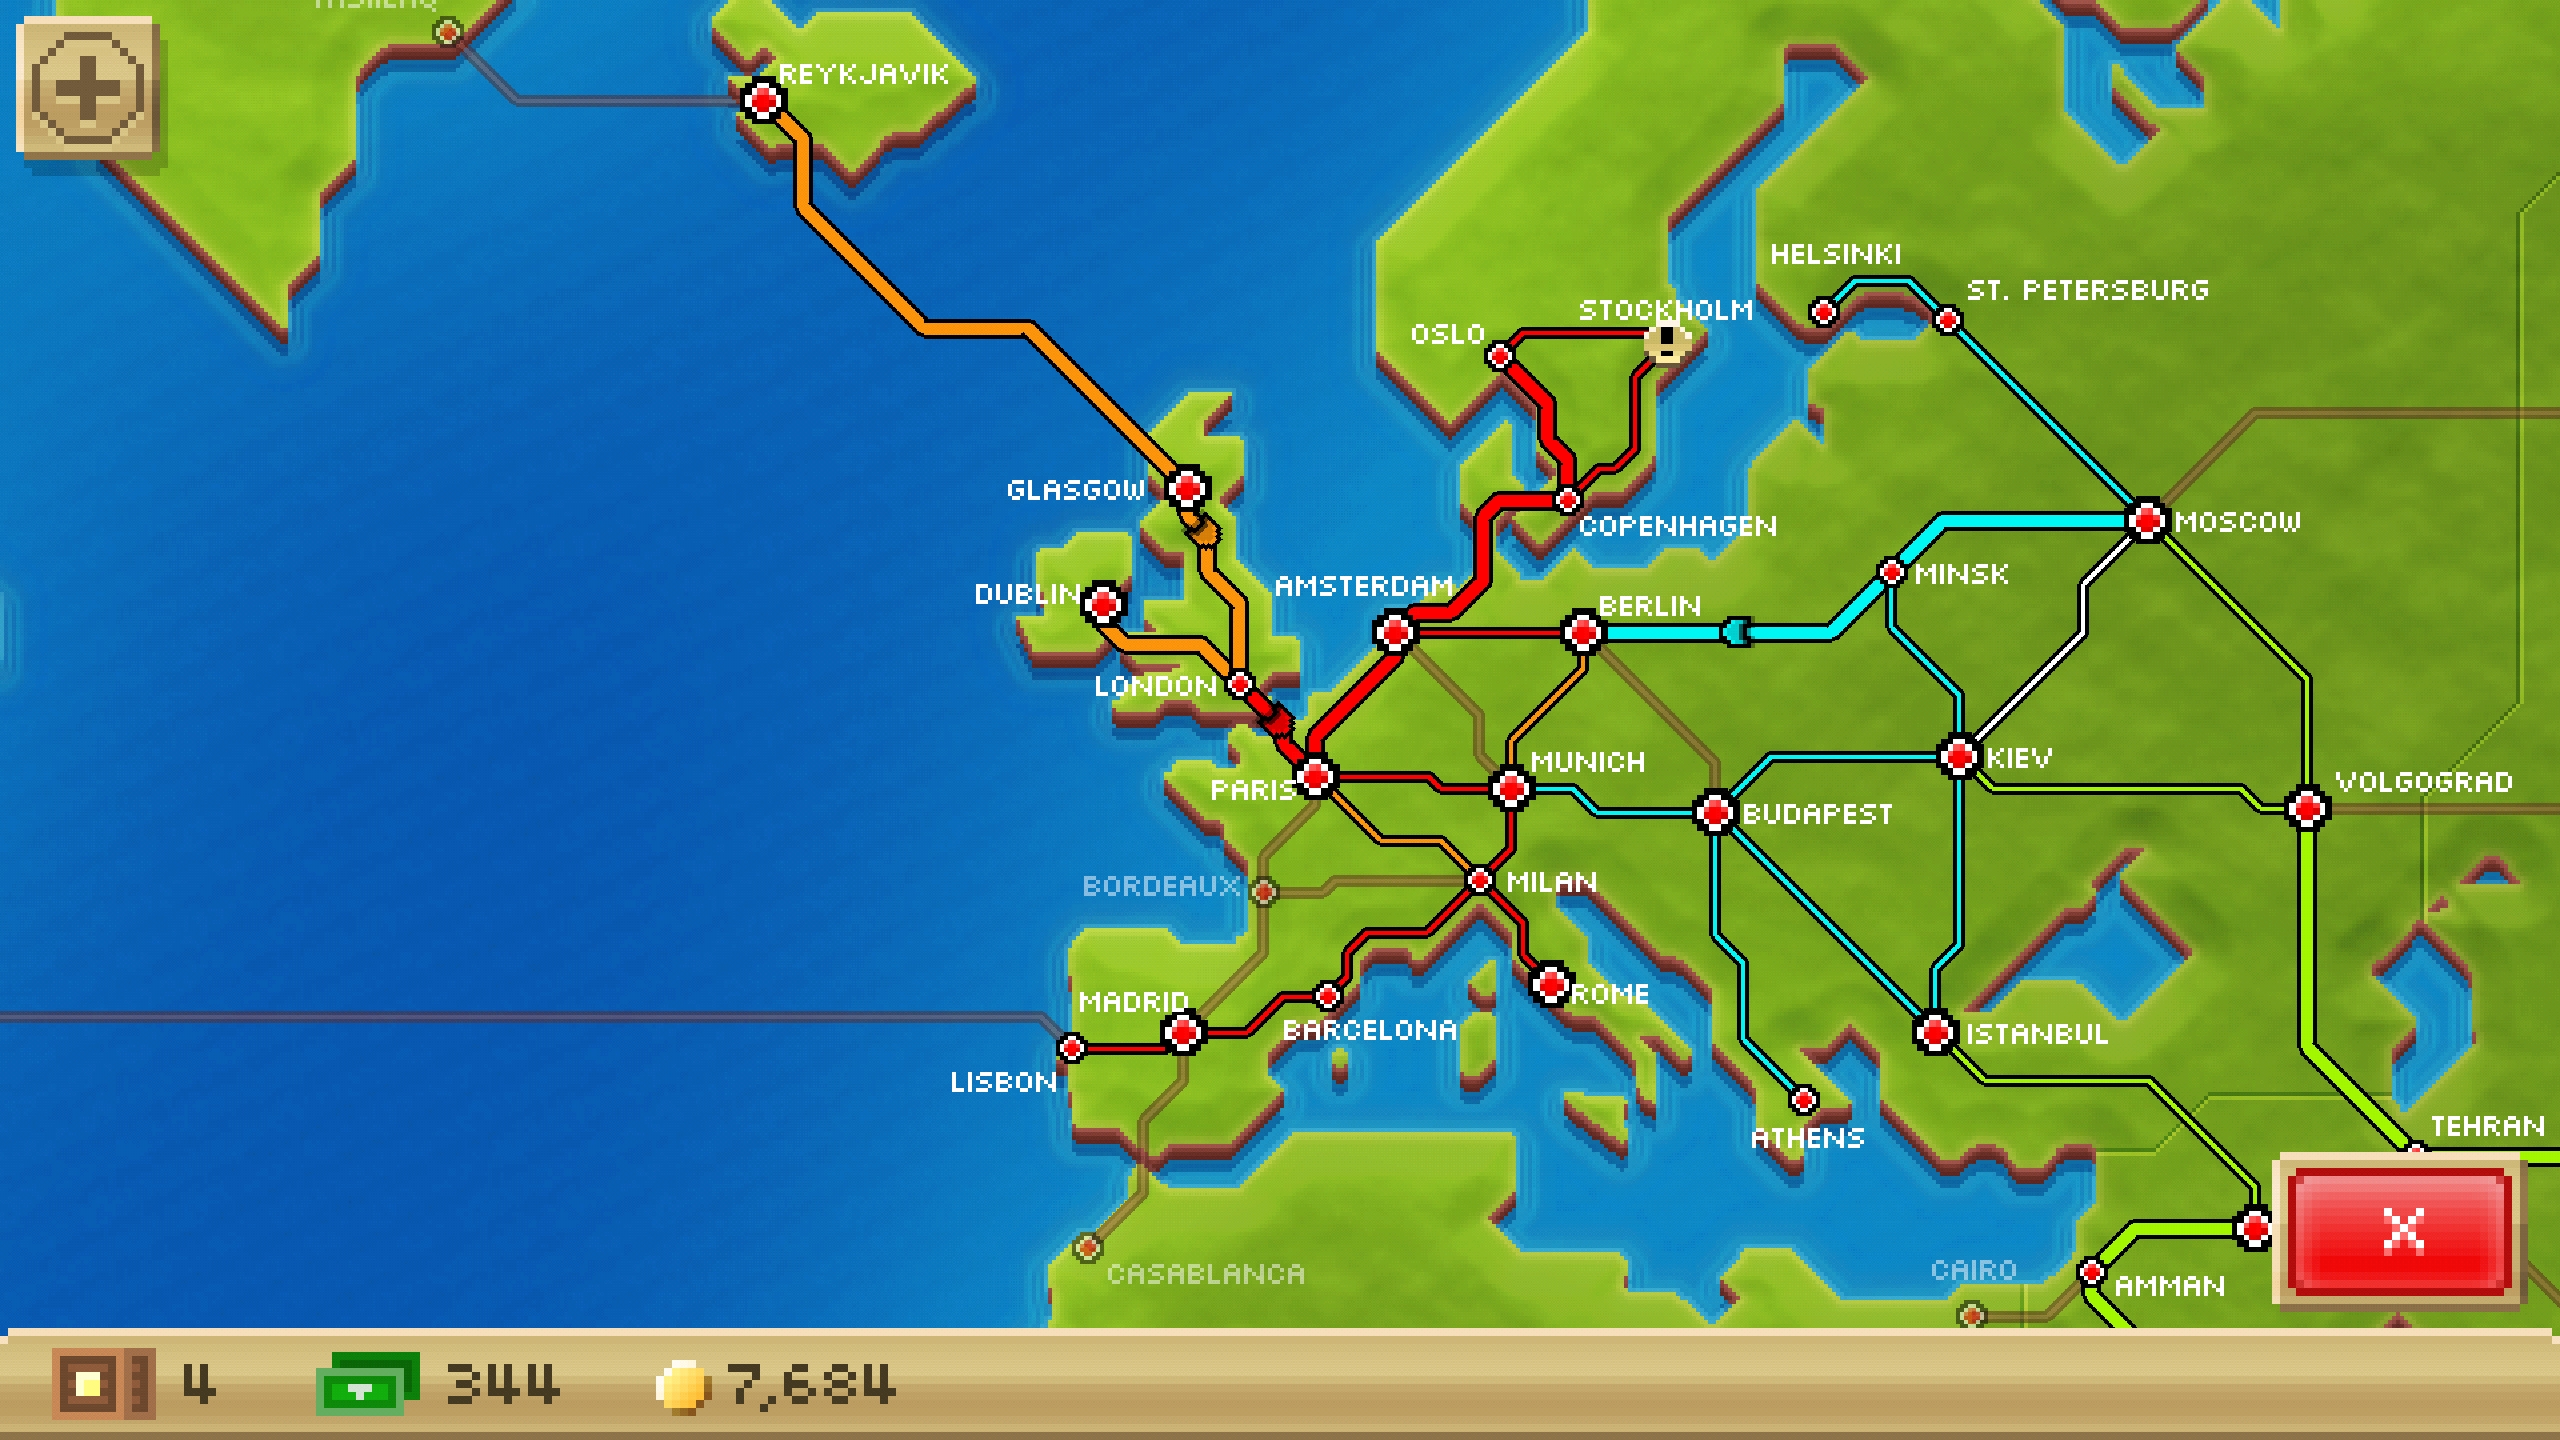 REYKJAVIK
HELSINKI
ST. PETERSBURG
STOCKHOLM
OSLO
GLASGOW
COPENHAGEN
MOSCOW
MINSK
AMSTERDAM
DUBLIN
BERLIN
LONDON
KIEV
MUNICH
PARIS
VOLGOGRAD
BUDAPEST
MILAN
BORDEAUX
ROME
MADRID
BARCELONA
ISTANBUL
LISBON
TEHRAN
ATHENS
CASABLANCA
CAIRO
AMMAN
X
4
344
7,684